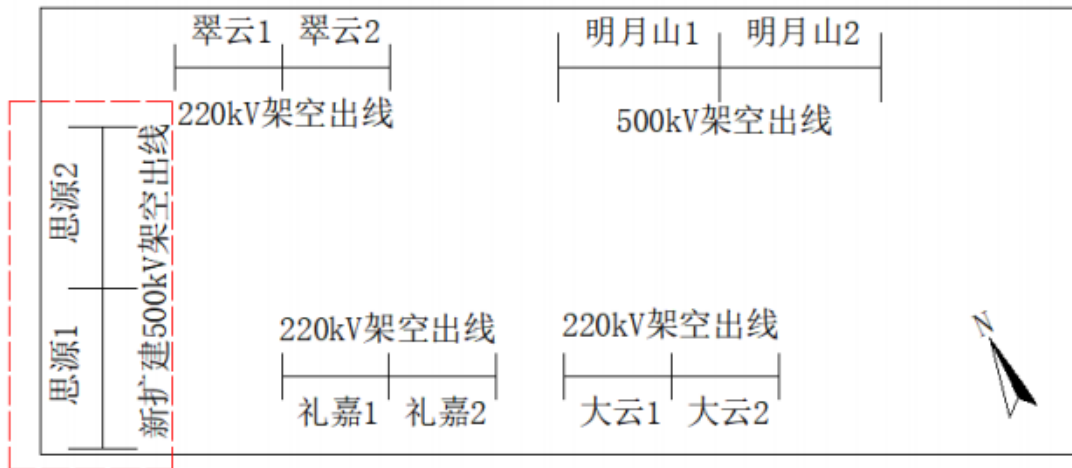 翠云1 翠云2
明月山1 明月山2
220kV架空出线
500kV架空出线
思源2
思源1
新扩建500kV架空出线
220kV架空出线
220kV架空出线
礼嘉1 礼嘉2
大云1 大云2
N